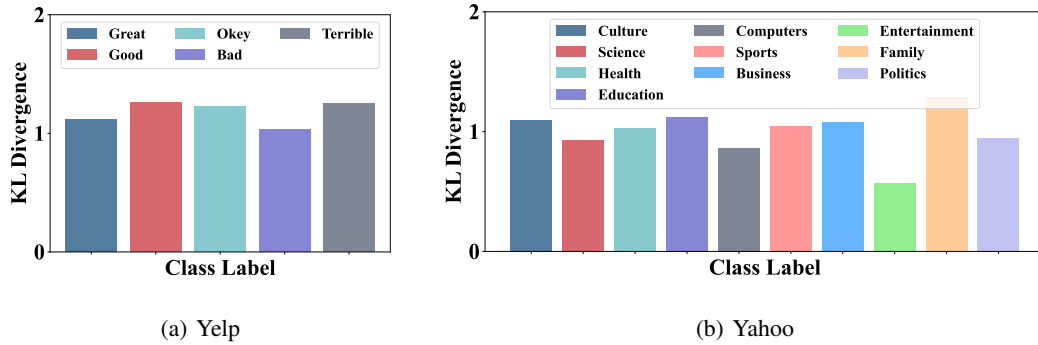 2
1
0
KL Divergence
Great
Good
Okey
Bad
Terrible
Class Label
(a) Yelp
2
1
0
KL Divergence
Culture
Science
Health
Education
Computers
Sports
Business
Entertainment
Family
Politics
Class Label
(b) Yahoo